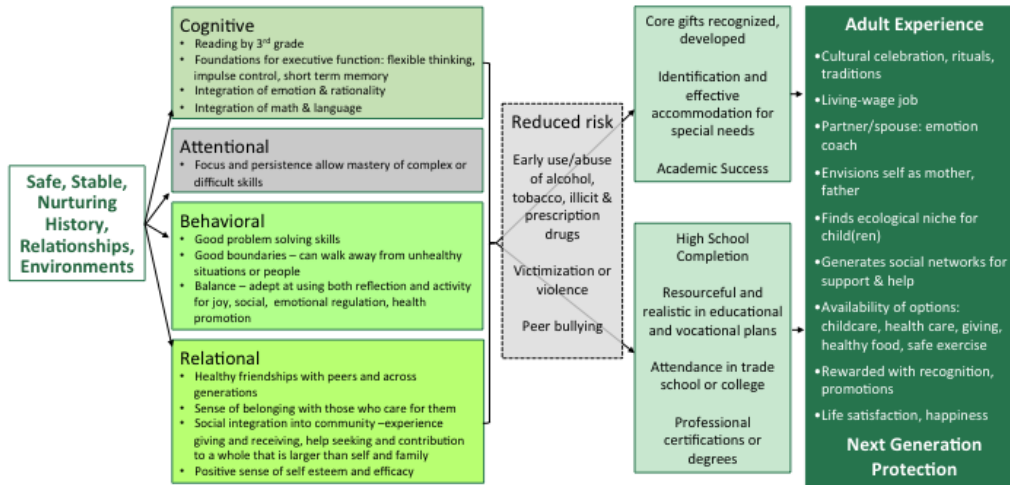 Safe, Stable,
Nurturing
History,
Relationships,
Environments
Cognitive
• Reading by 3rd grade
• Foundations for executive function: flexible thinking,
impulse control, short term memory
• Integration of emotion & rationality
• Integration of math & language
Attentional
• Focus and persistence allow mastery of complex or
difficult skills
Behavioral
• Good problem solving skills
• Good boundaries – can walk away from unhealthy
situations or people
• Balance – adept at using both reflection and activity
for joy, social, emotional regulation, health
promotion
Relational
• Healthy friendships with peers and across
generations
• Sense of belonging with those who care for them
• Social integration into community –experience
giving and receiving, help seeking and contribution
to a whole that is larger than self and family
• Positive sense of self esteem and efficacy
Reduced risk
Early use/abuse
of alcohol,
tobacco, illicit &
prescription
drugs
Victimization or
violence
Peer bullying
Core gifts recognized,
developed
Identification and
effective
accommodation for
special needs
Academic Success
High School
Completion
Resourceful and
realistic in educational
and vocational plans
Attendance in trade
school or college
Professional
certifications or
degrees
Adult Experience
•Cultural celebration, rituals,
traditions
•Living-wage job
•Partner/spouse: emotion
coach
•Envisions self as mother,
father
•Finds ecological niche for
child(ren)
•Generates social networks for
support & help
•Availability of options:
childcare, health care, giving,
healthy food, safe exercise
•Rewarded with recognition,
promotions
•Life satisfaction, happiness
Next Generation
Protection